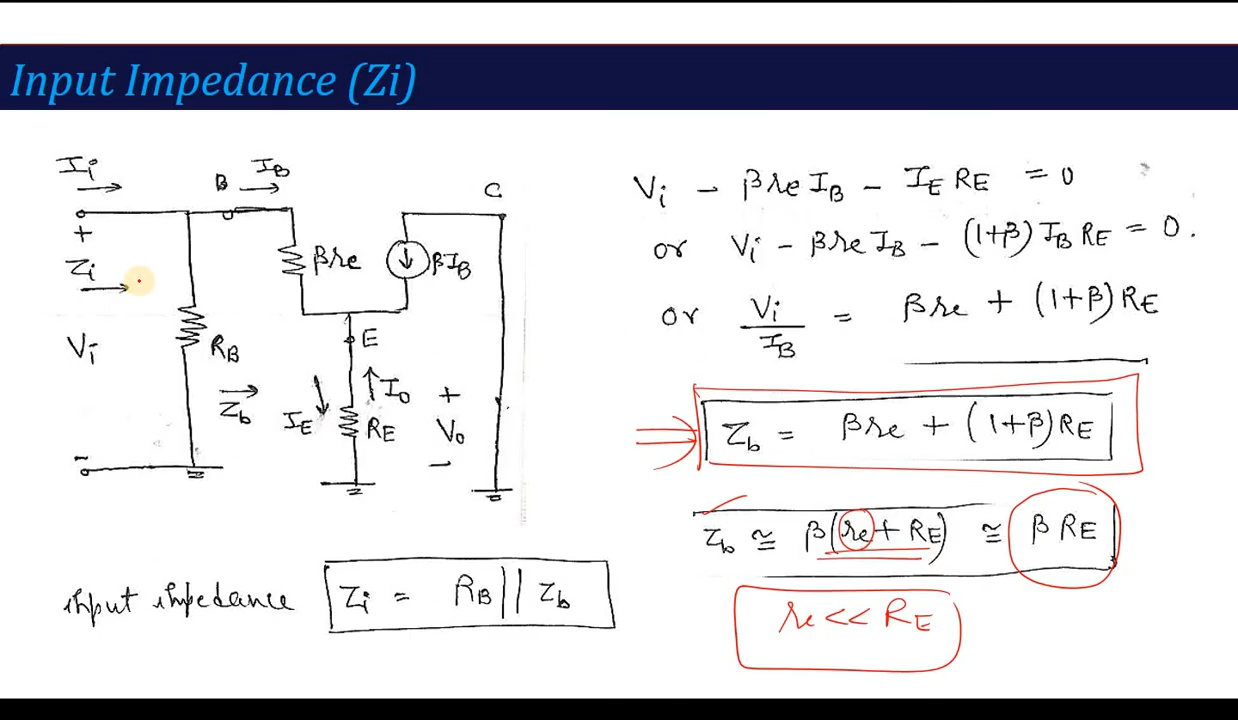 Input Impedance (Zi)
Ii
B
IB
C
+
Zi
βre
βIB
Vi
RB
E
Zb
IE
Io
RE
+
Vo
−
−
input impedance Zi = RB || Zb
Vi − βre IB − IE RE = 0
or Vi − βre IB − (1+β) IB RE = 0.
or Vi / IB = βre + (1+β) RE
Zb = βre + (1+β) RE
Zb ≅ β(re + RE) ≅ β RE
re << RE